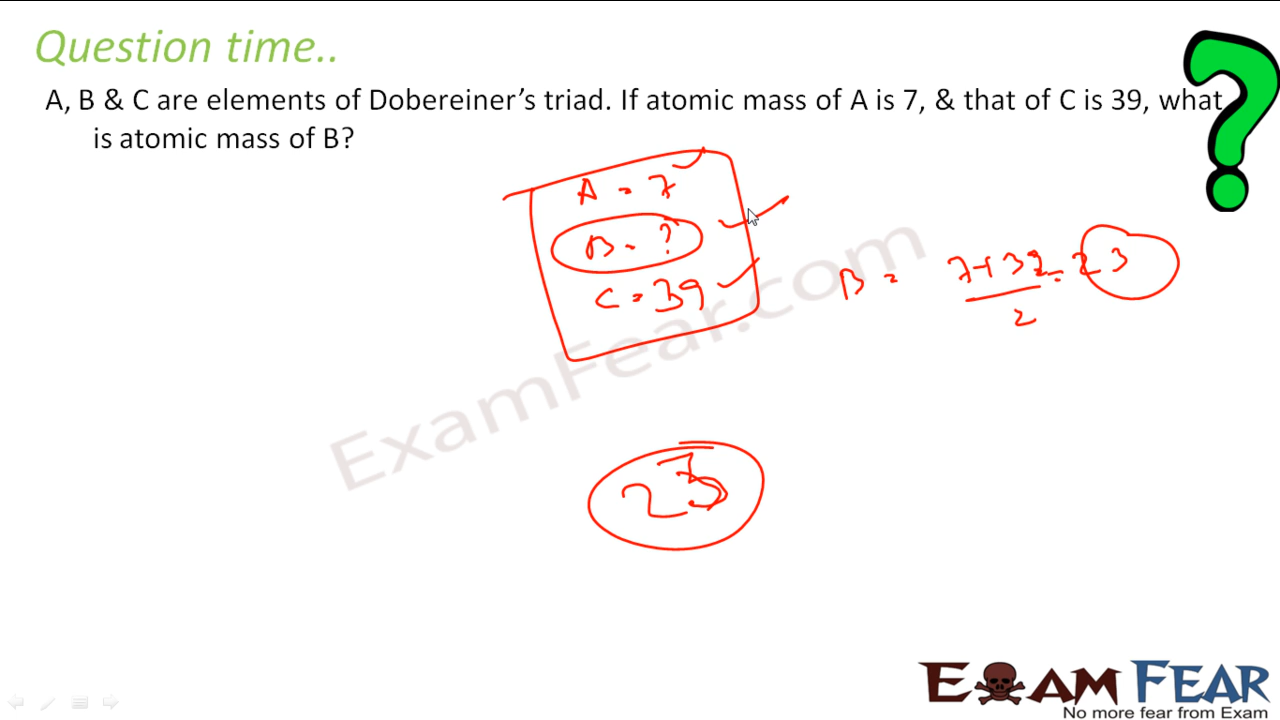 Question time..
A, B & C are elements of Dobereiner's triad. If atomic mass of A is 7, & that of C is 39, what
is atomic mass of B?
A = 7
B = ?
C = 39
B = 7+39 = 23
2
23
ExamFear.com
EXAM FEAR
No more fear from Exam